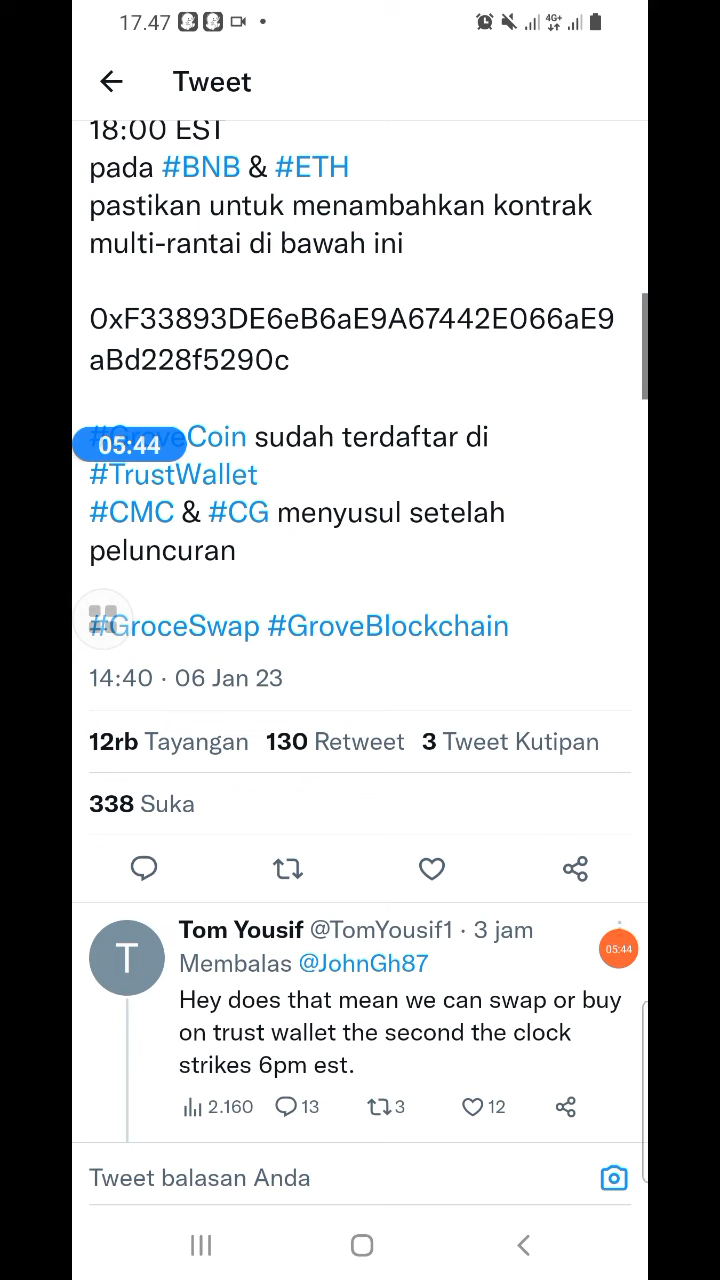 17.47
4G+
Tweet
18:00 EST
pada #BNB & #ETH
pastikan untuk menambahkan kontrak
multi-rantai di bawah ini
0xF33893DE6eB6aE9A67442E066aE9
aBd228f5290c
#GroveCoin sudah terdaftar di
05:44
#TrustWallet
#CMC & #CG menyusul setelah
peluncuran
#GroceSwap #GroveBlockchain
14:40 · 06 Jan 23
12rb Tayangan 130 Retweet 3 Tweet Kutipan
338 Suka
T
Tom Yousif @TomYousif1 · 3 jam
05:44
Membalas @JohnGh87
Hey does that mean we can swap or buy
on trust wallet the second the clock
strikes 6pm est.
2.160 13 3 12
Tweet balasan Anda